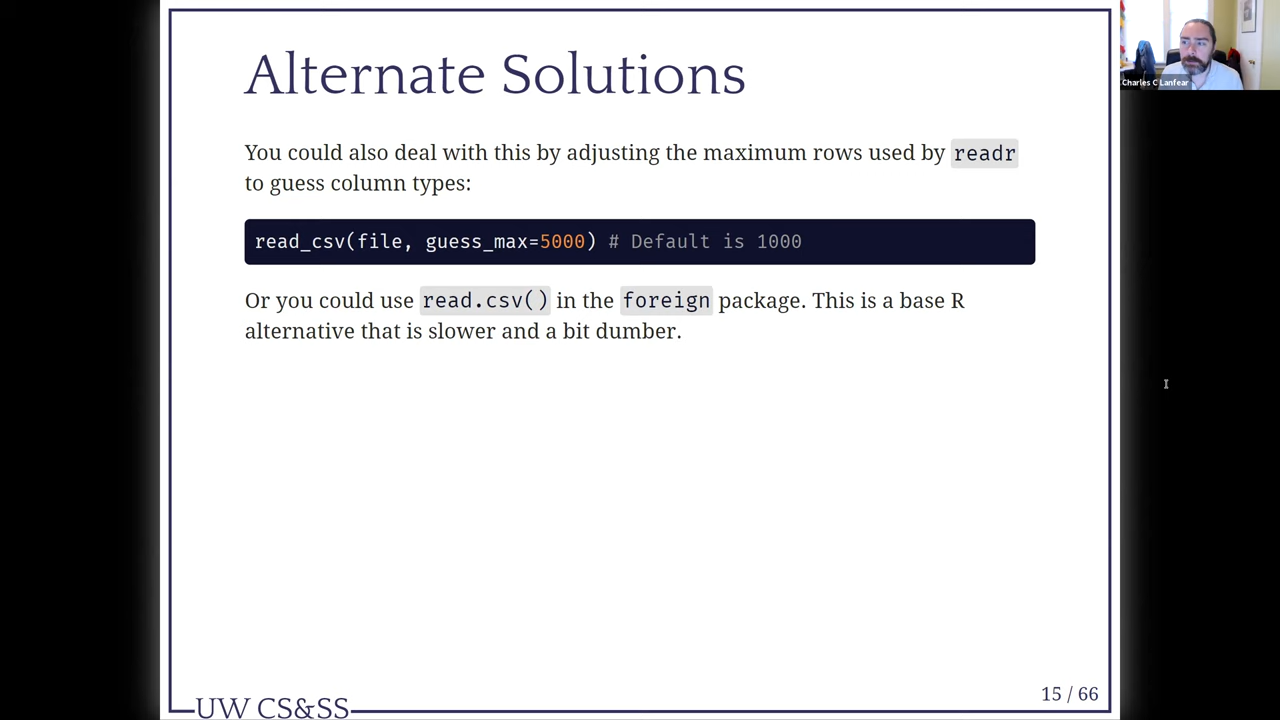 Alternate Solutions
You could also deal with this by adjusting the maximum rows used by readr
to guess column types:
read_csv(file, guess_max=5000) # Default is 1000
Or you could use read.csv() in the foreign package. This is a base R
alternative that is slower and a bit dumber.
UW CS&SS
15 / 66
Charles C Lanfear